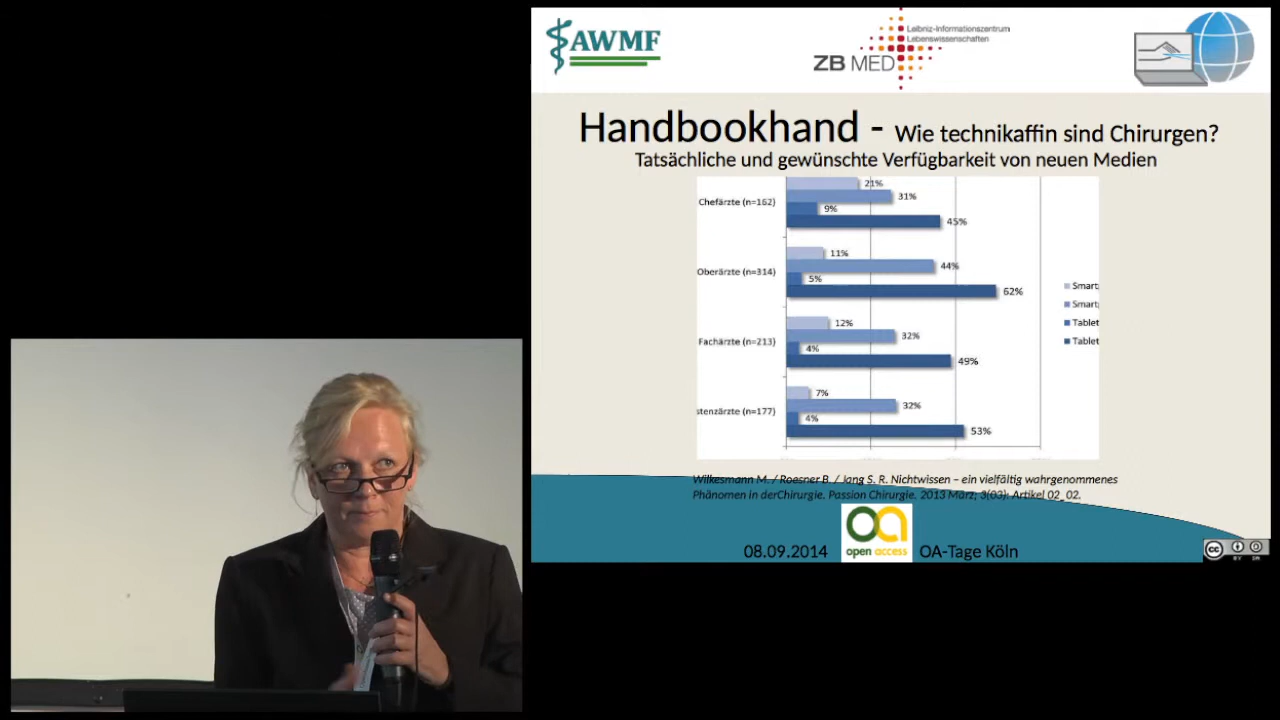 AWMF
Leibniz-Informationszentrum
Lebenswissenschaften
ZB MED
Handbookhand - Wie technikaffin sind Chirurgen?
Tatsächliche und gewünschte Verfügbarkeit von neuen Medien
21%
Chefärzte (n=162)
31%
9%
45%
11%
Oberärzte (n=314)
44%
5%
62%
Smart
Smart
Tablet
Tablet
12%
Fachärzte (n=213)
32%
4%
49%
7%
32%
stenzärzte (n=177)
4%
53%
Wilkesmann M. / Roesner B. / Jang S. R. Nichtwissen – ein vielfältig wahrgenommenes
Phänomen in derChirurgie. Passion Chirurgie. 2013 März; 3(03): Artikel 02_02.
08.09.2014
open access
OA-Tage Köln
cc
BY